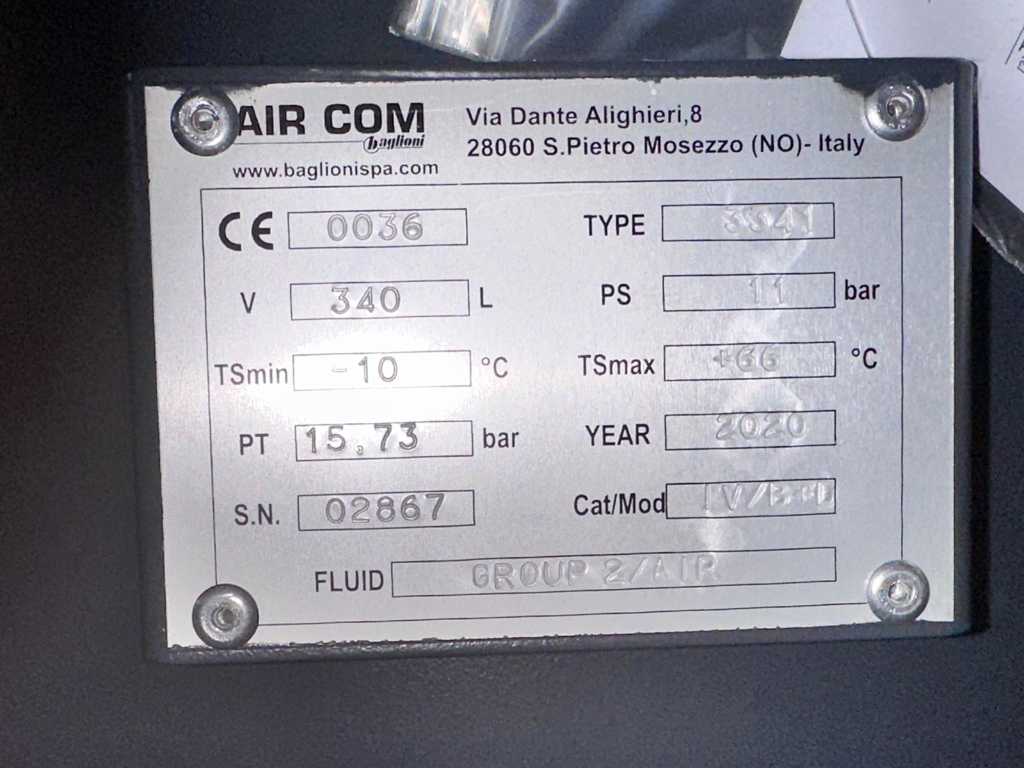 AIR COM
baglioni
www.baglionispa.com
Via Dante Alighieri,8
28060 S.Pietro Mosezzo (NO)- Italy
CE 0036 TYPE 3341
V 340 L PS 11 bar
TSmin -10 °C TSmax +66 °C
PT 15,73 bar YEAR 2020
S.N. 02867 Cat/Mod IV/B+D
FLUID GROUP 2/AIR